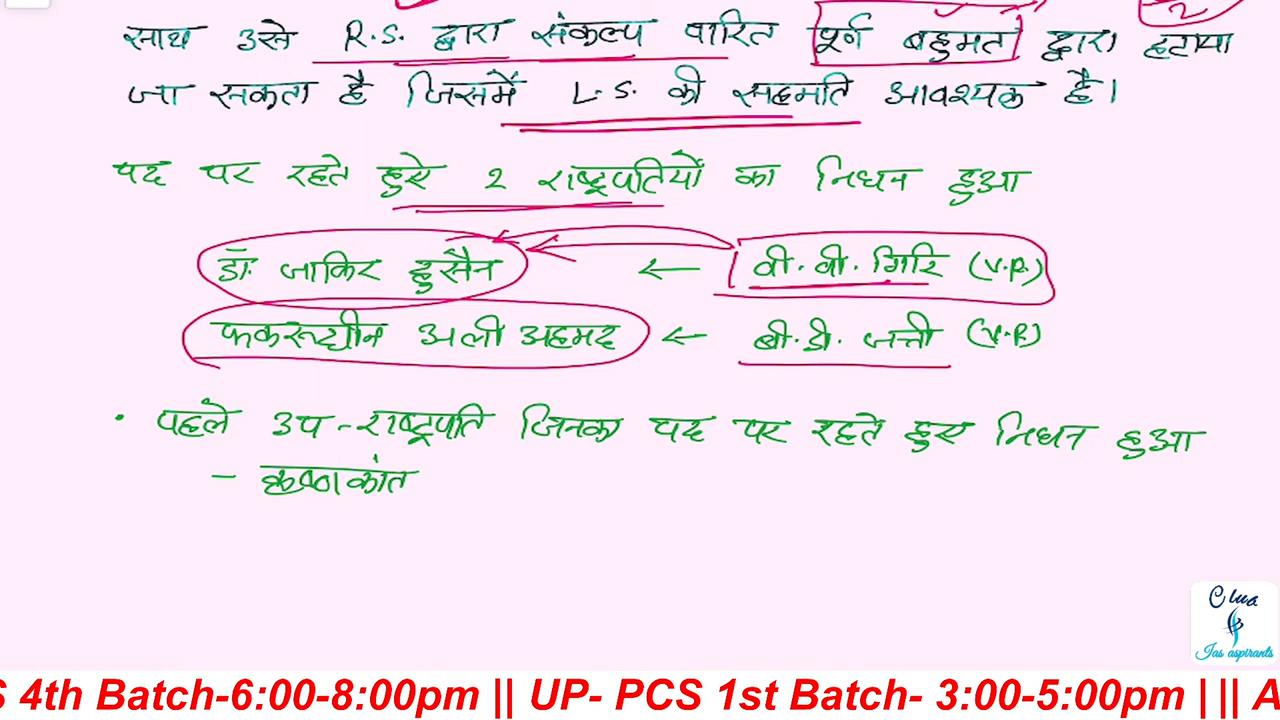 साथ उसे R.S. द्वारा संकल्प पारित पूर्ण बहुमत द्वारा हटाया
जा सकता है जिसमें L.S. की सहमति आवश्यक है।
पद पर रहते हुऐ 2 राष्ट्रपतियों का निधन हुआ
डॉ. जाकिर हुसैन ← वी. वी. गिरि (V.P.)
फकरूद्दीन अली अहमद ← बी. डी. जत्ती (V.P)
• पहले उप-राष्ट्रपति जिनका पद पर रहते हुए निधन हुआ
- कृष्णकांत
Ias aspirants
S 4th Batch-6:00-8:00pm || UP- PCS 1st Batch- 3:00-5:00pm | || A